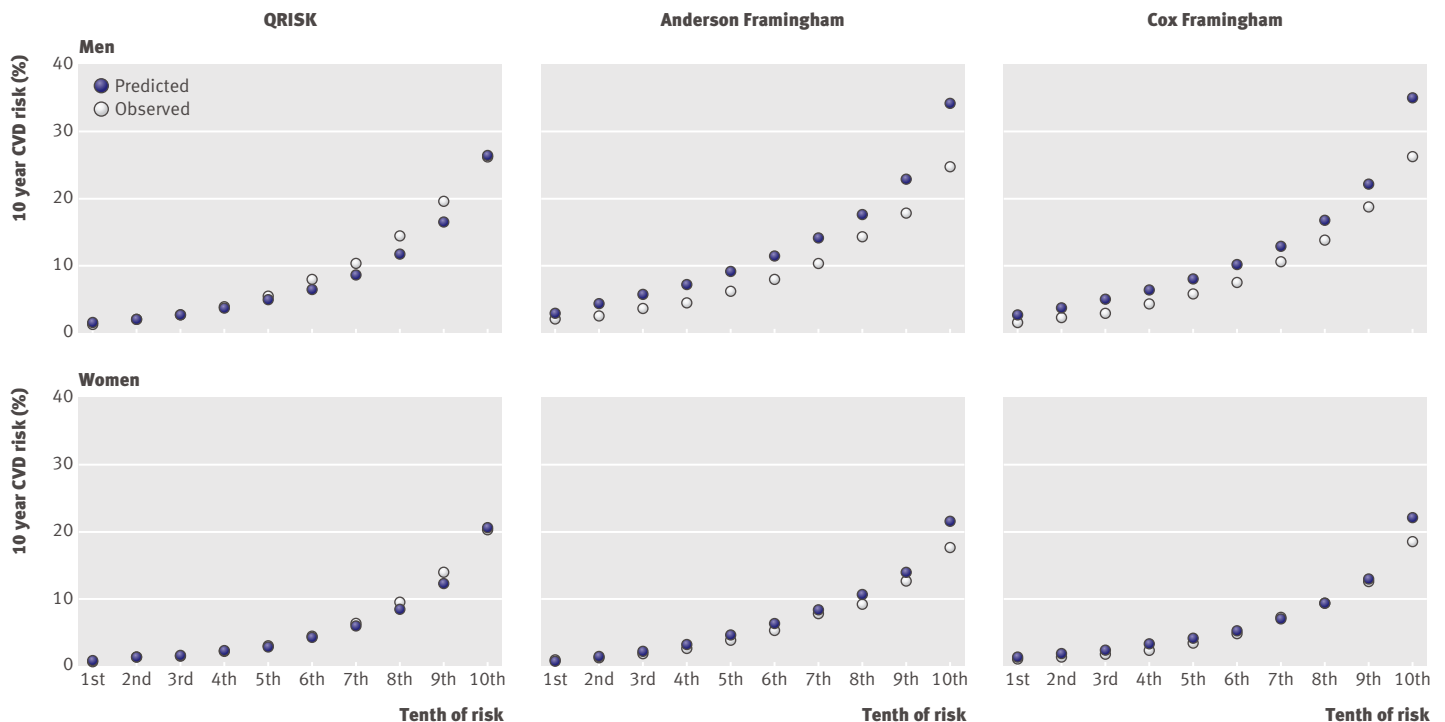 QRISK
Anderson Framingham
Cox Framingham
Men
10 year CVD risk (%)
40
30
20
10
0
Predicted
Observed
Women
10 year CVD risk (%)
40
30
20
10
0
1st 2nd 3rd 4th 5th 6th 7th 8th 9th 10th
1st 2nd 3rd 4th 5th 6th 7th 8th 9th 10th
1st 2nd 3rd 4th 5th 6th 7th 8th 9th 10th
Tenth of risk
Tenth of risk
Tenth of risk